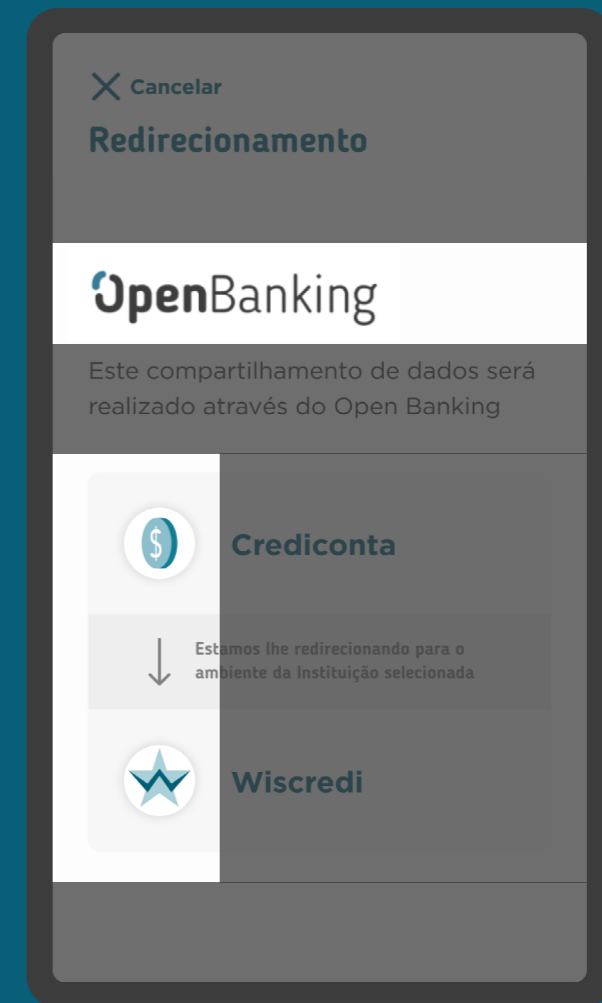 Cancelar
Redirecionamento
OpenBanking
Este compartilhamento de dados será
realizado através do Open Banking
$
Crediconta
Estamos lhe redirecionando para o
ambiente da Instituição selecionada
Wiscredi